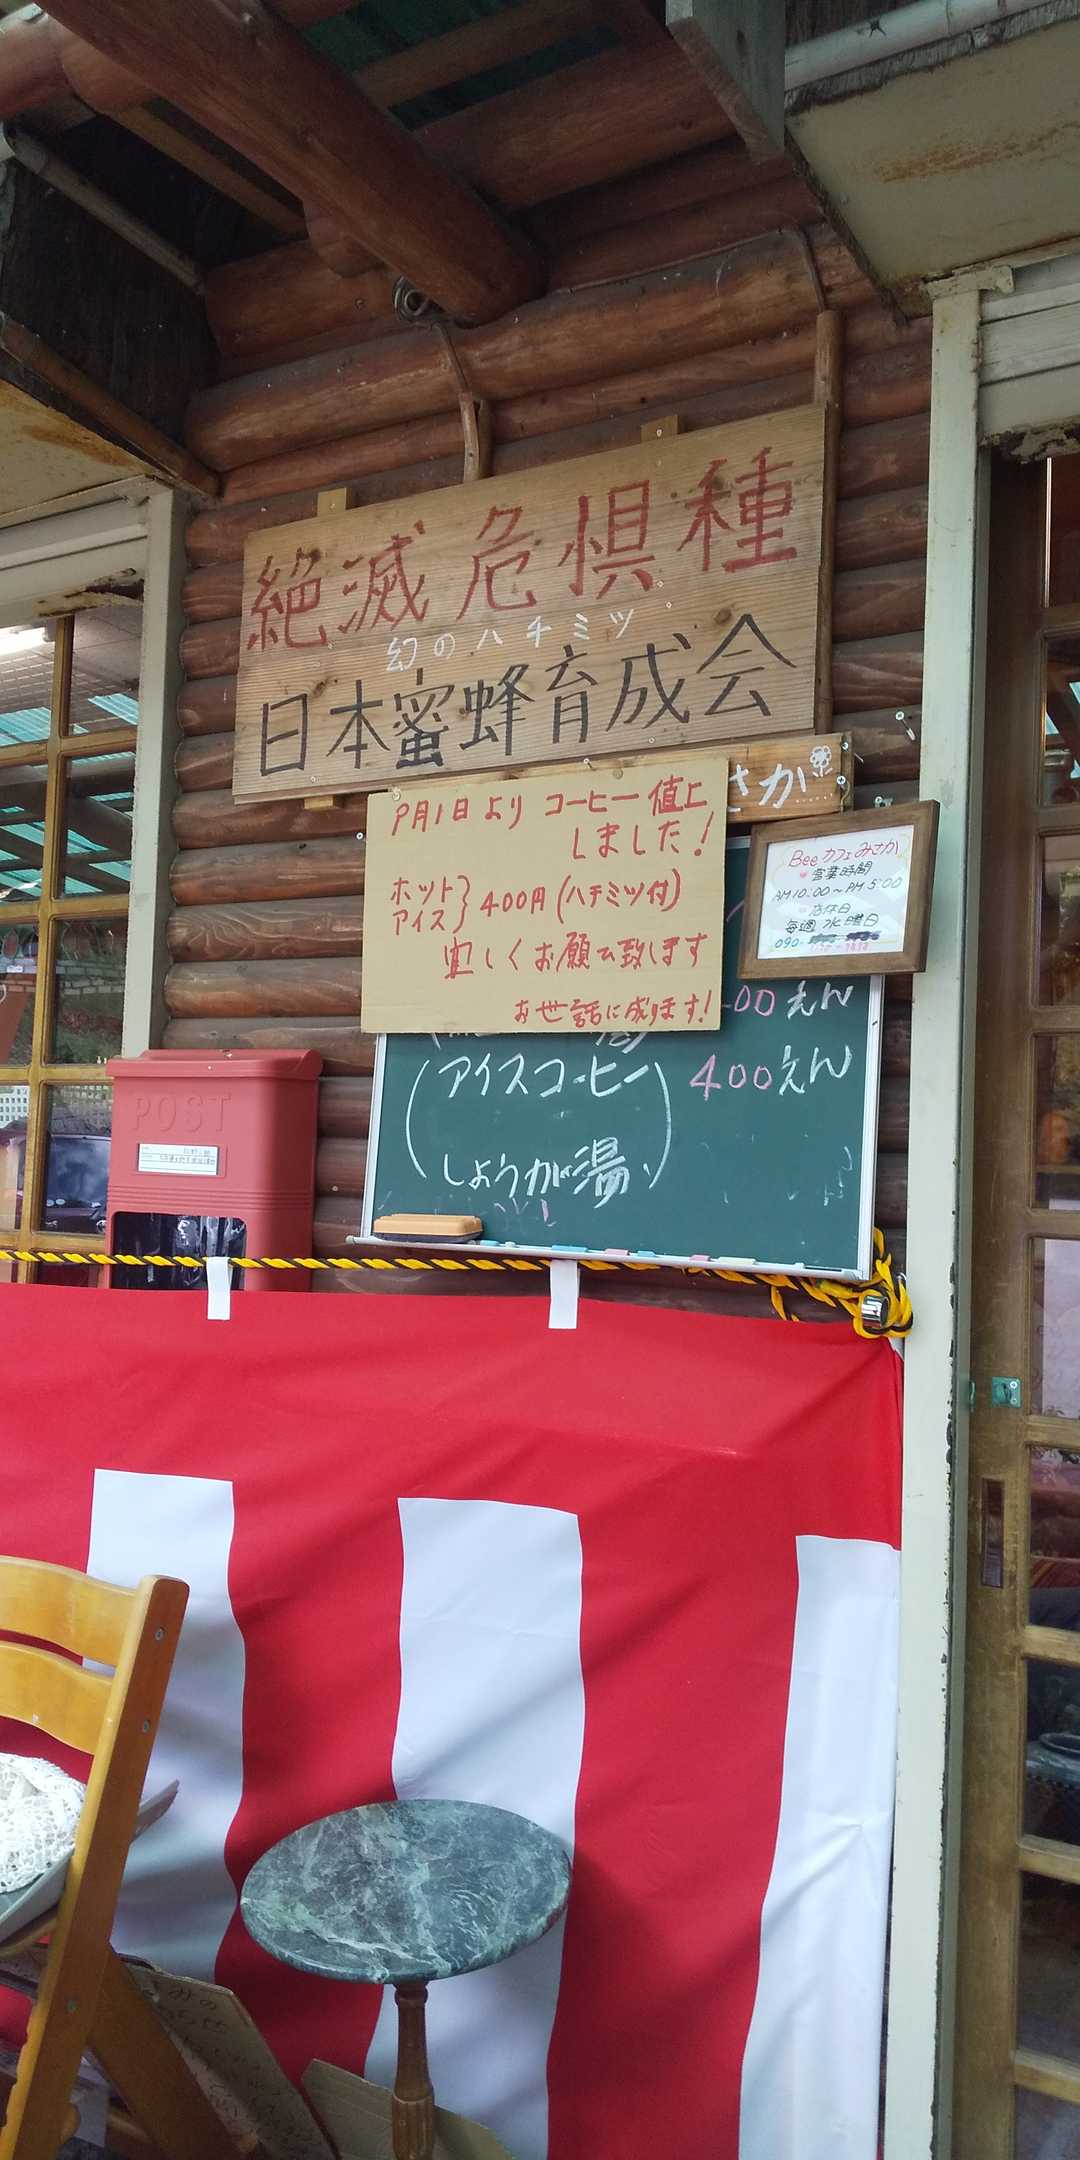 絶滅危惧種
幻のハチミツ
日本蜜蜂育成会
さか
9月1日より コーヒー値上
しました!
ホット
アイス} 400円(ハチミツ付)
宜しくお願い致します
お世話に成ります!
Bee カフェみさか
営業時間
AM10:00～PM5:00
店休日
毎週 水曜日
090-
00えん
(アイスコーヒー) 400えん
(しょうが湯)
POST